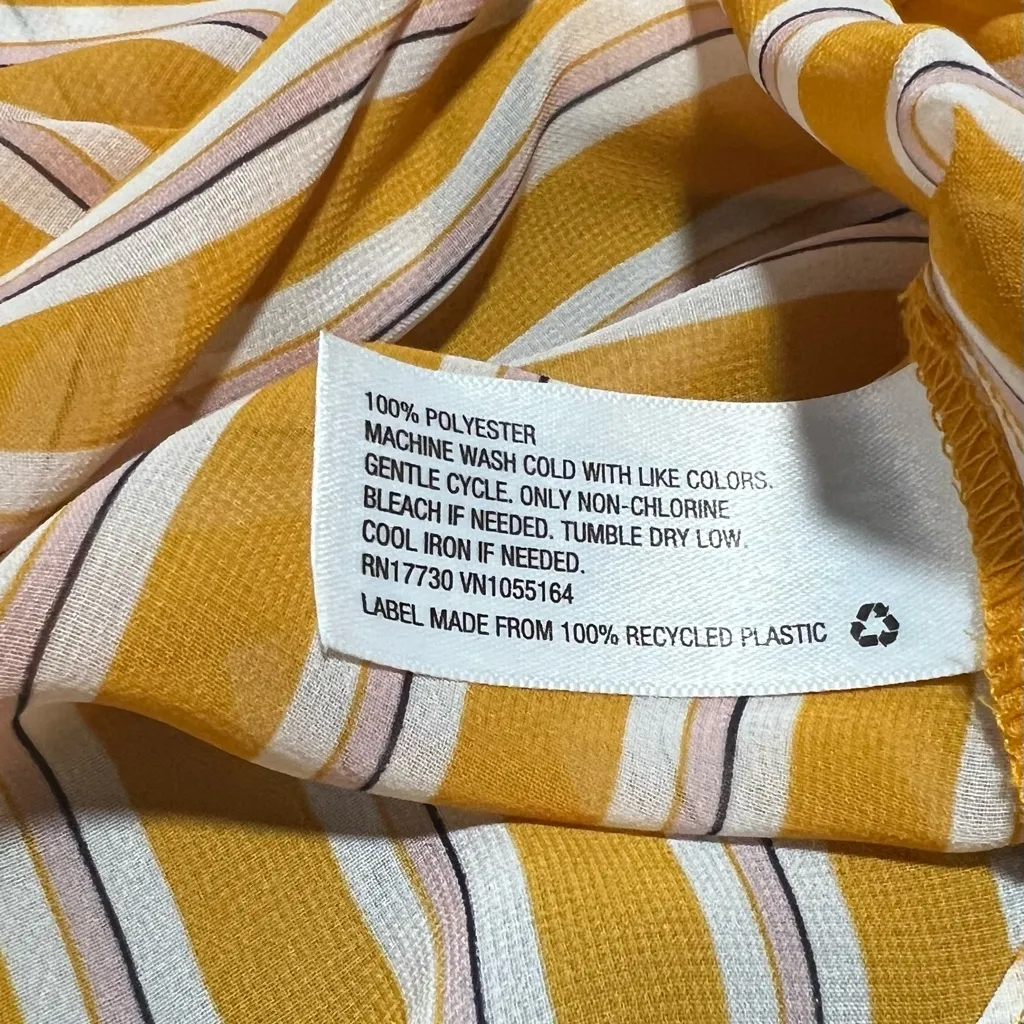 100% POLYESTER
MACHINE WASH COLD WITH LIKE COLORS.
GENTLE CYCLE. ONLY NON-CHLORINE
BLEACH IF NEEDED. TUMBLE DRY LOW.
COOL IRON IF NEEDED.
RN17730 VN1055164
LABEL MADE FROM 100% RECYCLED PLASTIC